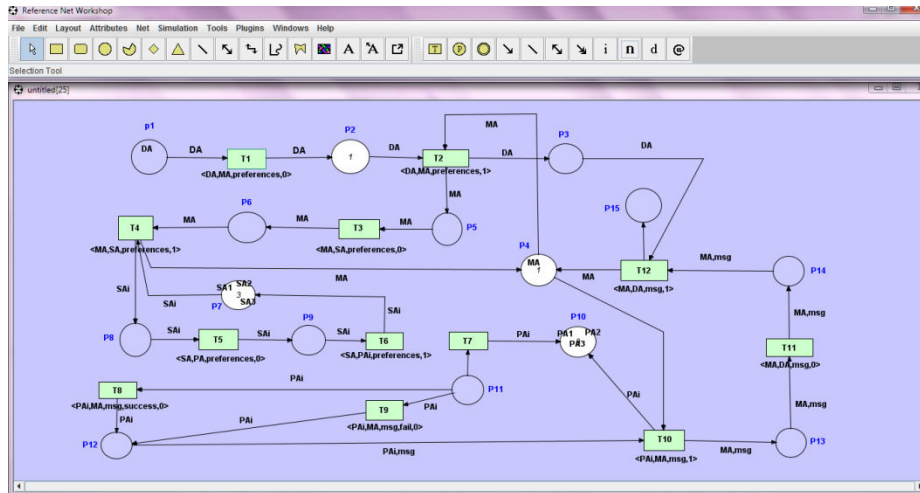 Reference Net Workshop
File Edit Layout Attributes Net Simulation Tools Plugins Windows Help
T P i n d @
A A
Selection Tool
untitled[25]
p1 P2 MA P3
DA DA T1 DA 1 DA T2 DA DA
<DA,MA,preferences,0> <DA,MA,preferences,1>
P15
P6 MA
T4 MA MA T3 MA P5
<MA,SA,preferences,1> <MA,SA,preferences,0>
P4
MA 1 MA T12 MA,msg P14
MA <MA,DA,msg,1>
SAi SA1 SA2 3 SA3
P7
SAi
MA,msg
P8 SAi T5 SAi P9 SAi T6
<SA,PA,preferences,0> <SA,PAi,preferences,1>
P10
T7 PAi PA1 PA2 PA3
T11
<MA,DA,msg,0>
T8 PAi P11
<PAi,MA,msg,success,0> T9 PAi PAi MA,msg
PAi <PAi,MA,msg,fail,0>
P12 PAi,msg T10 MA,msg P13
<PAi,MA,msg,1>